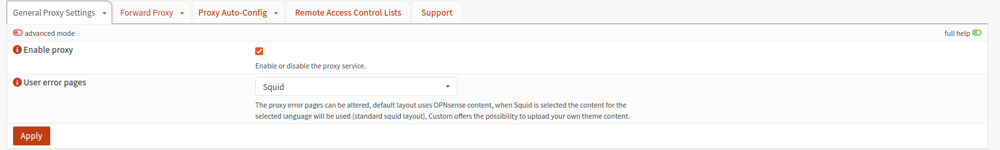 General Proxy Settings Forward Proxy Proxy Auto-Config Remote Access Control Lists Support
advanced mode full help
Enable proxy
Enable or disable the proxy service.
User error pages
Squid
The proxy error pages can be altered, default layout uses OPNsense content, when Squid is selected the content for the
selected language will be used (standard squid layout), Custom offers the possibility to upload your own theme content.
Apply